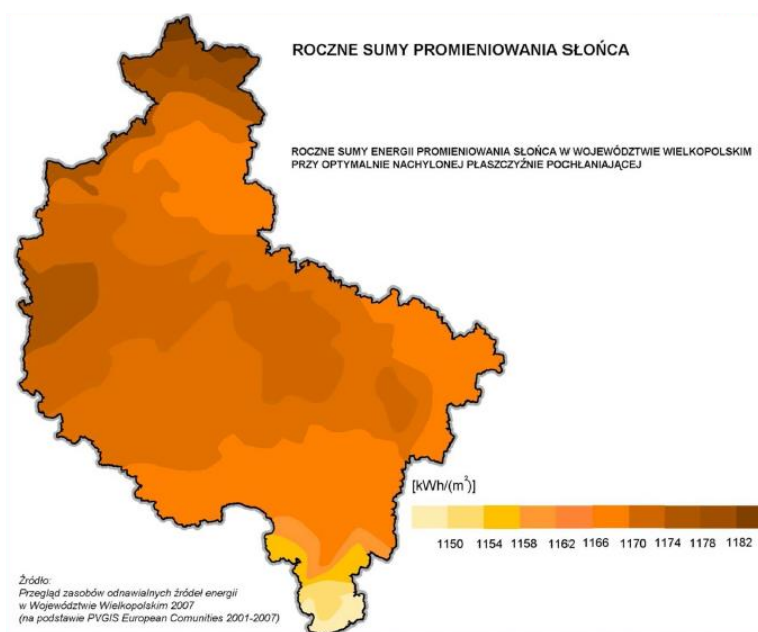 ROCZNE SUMY PROMIENIOWANIA SŁOŃCA
ROCZNE SUMY ENERGII PROMIENIOWANIA SŁOŃCA W WOJEWÓDZTWIE WIELKOPOLSKIM
PRZY OPTYMALNIE NACHYLONEJ PŁASZCZYŹNIE POCHŁANIAJĄCEJ
[kWh/(m²)]
1150 1154 1158 1162 1166 1170 1174 1178 1182
Źródło:
Przegląd zasobów odnawialnych źródeł energii
w Województwie Wielkopolskim 2007
(na podstawie PVGIS European Comunities 2001-2007)